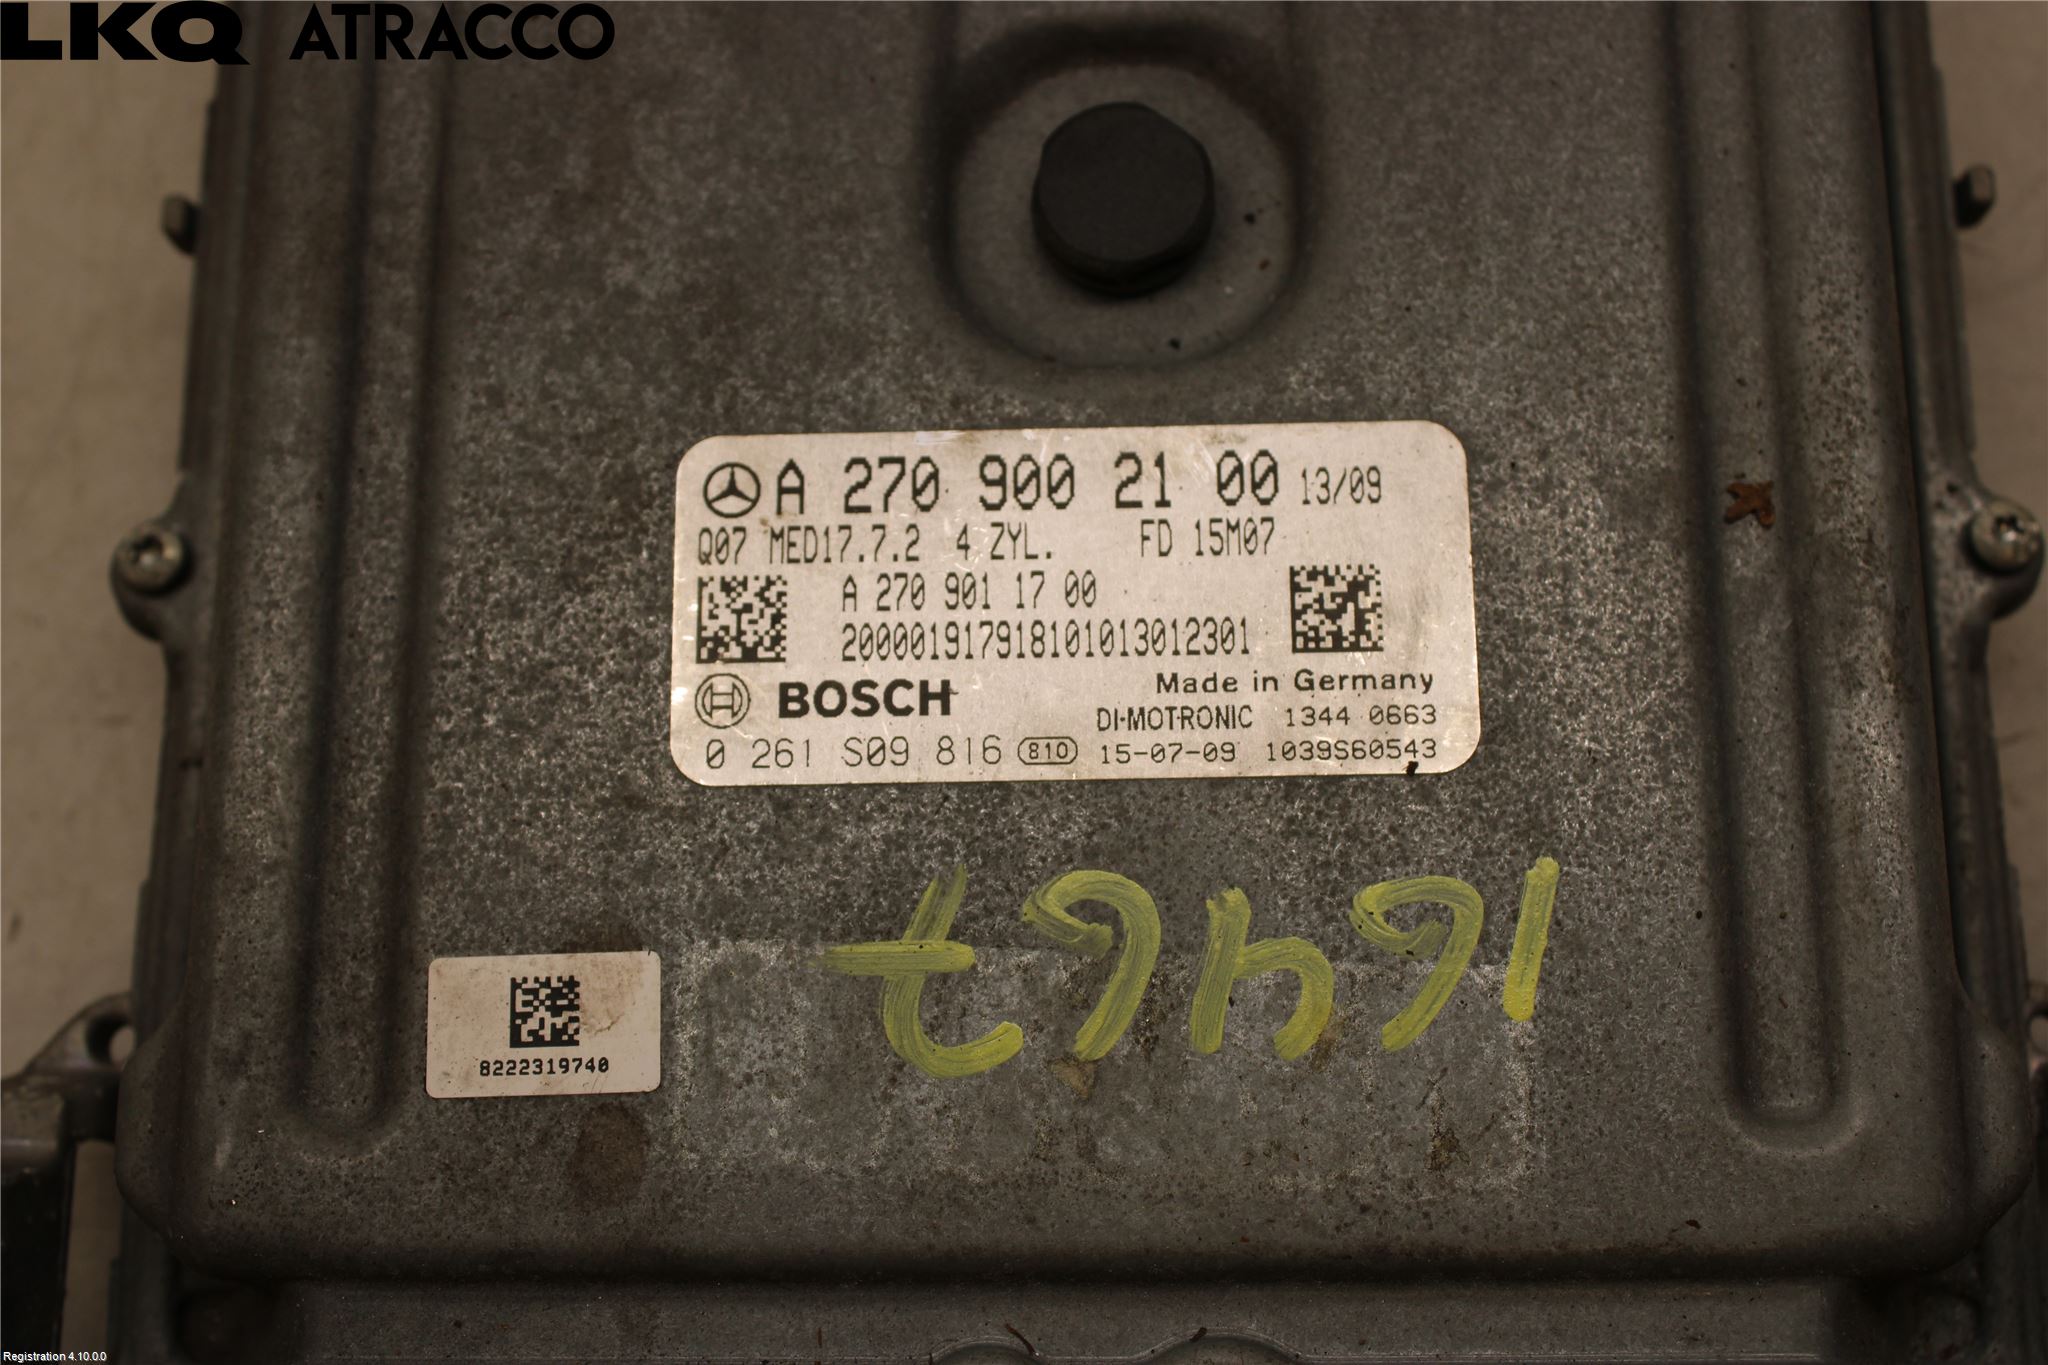 LKQ ATRACCO
A 270 900 21 00 13/09
Q07 MED17.7.2 4 ZYL. FD 15M07
A 270 901 17 00
200001917918101013012301
BOSCH Made in Germany
DI-MOTRONIC 1344 0663
0 261 S09 816 810 15-07-09 1039S60543
8222319740
Registration 4.10.0.0